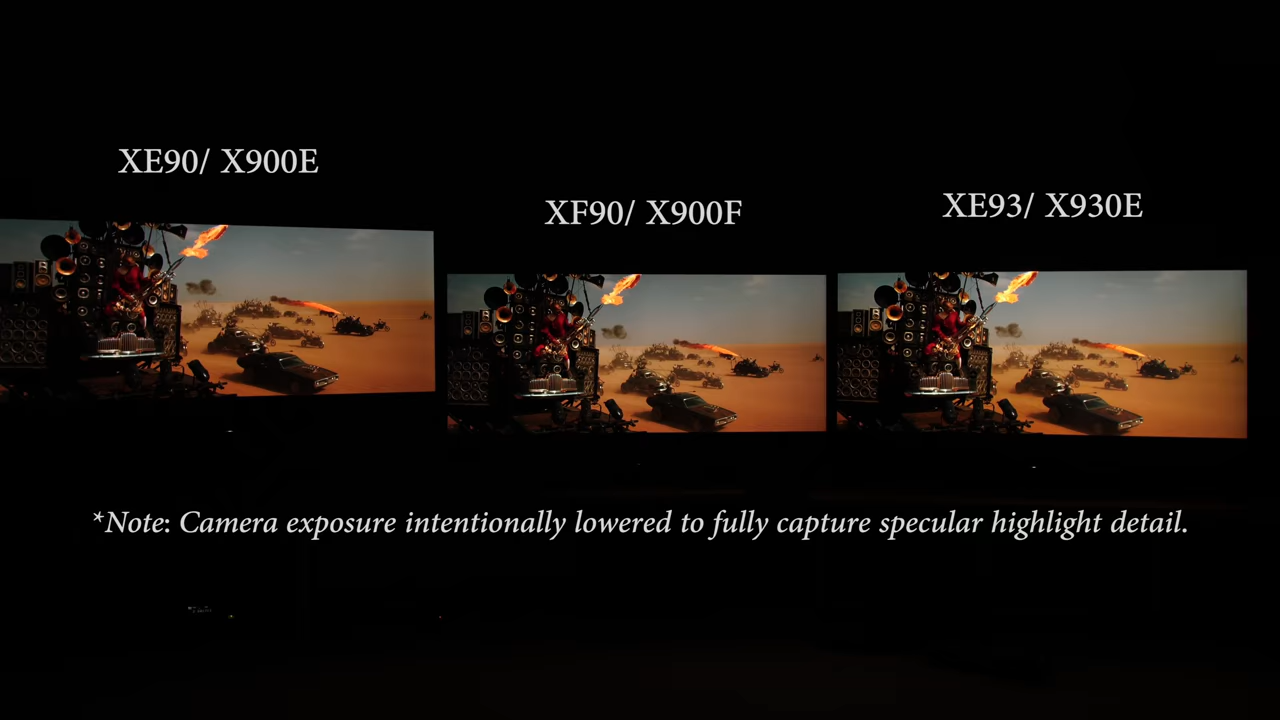 XE90/ X900E
XF90/ X900F
XE93/ X930E
*Note: Camera exposure intentionally lowered to fully capture specular highlight detail.